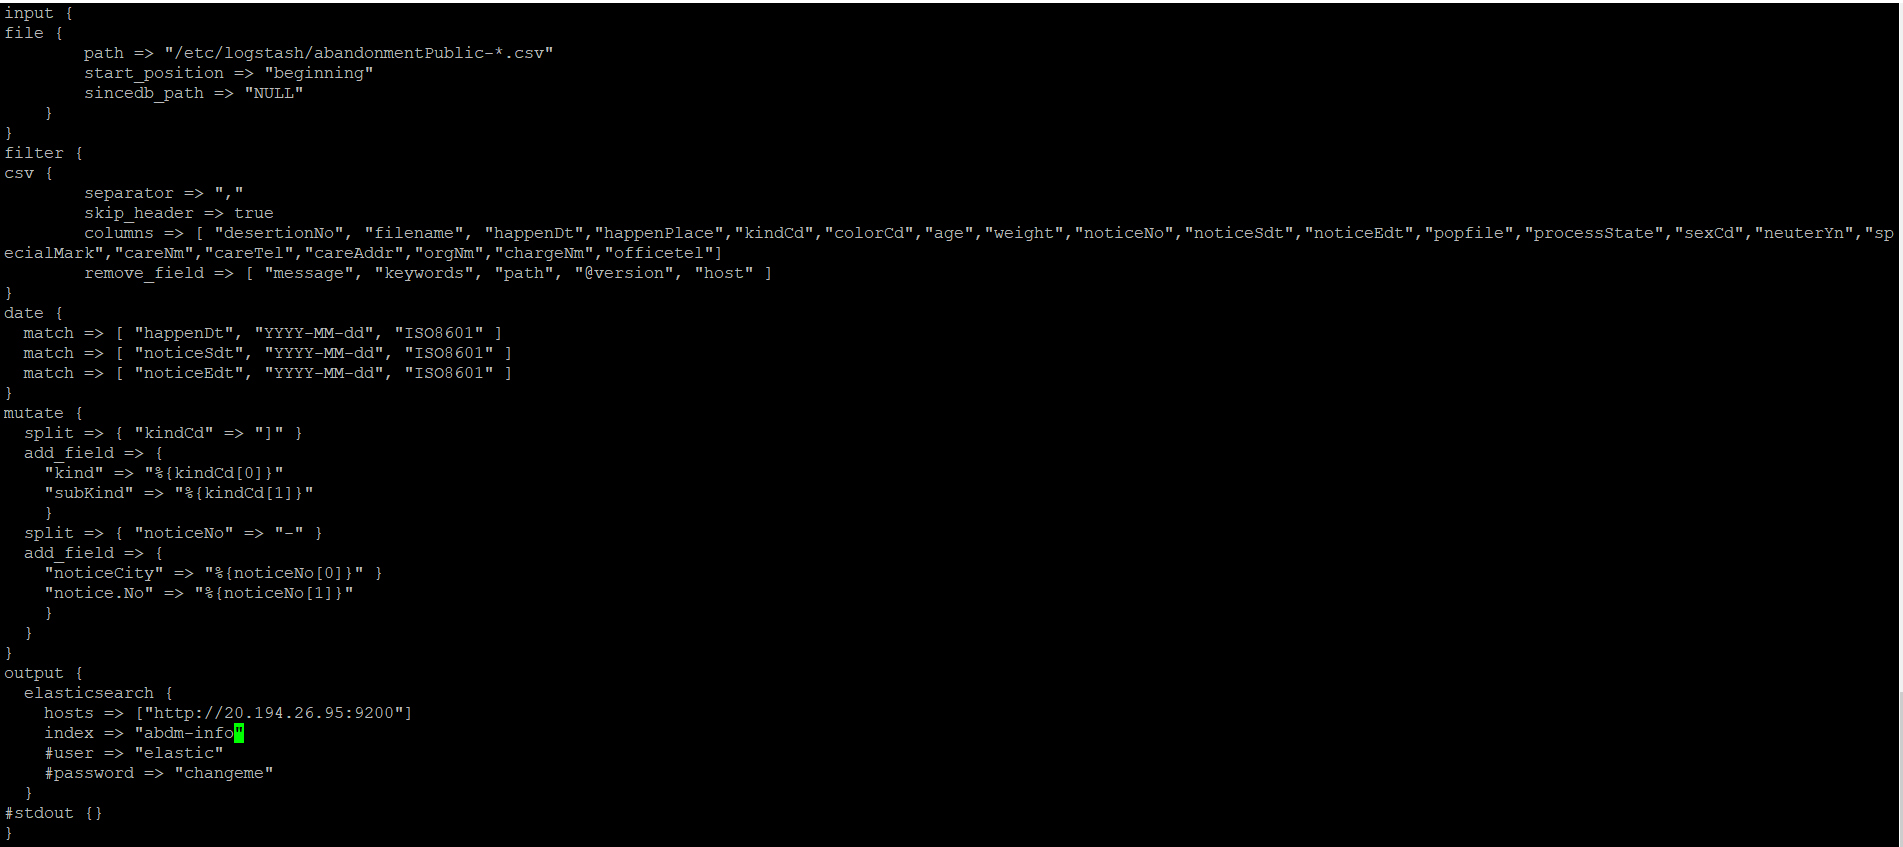 input {
file {
        path => "/etc/logstash/abandonmentPublic-*.csv"
        start_position => "beginning"
        sincedb_path => "NULL"
    }
}
filter {
csv {
        separator => ","
        skip_header => true
        columns => [ "desertionNo", "filename", "happenDt","happenPlace","kindCd","colorCd","age","weight","noticeNo","noticeSdt","noticeEdt","popfile","processState","sexCd","neuterYn","sp
ecialMark","careNm","careTel","careAddr","orgNm","chargeNm","officetel"]
        remove_field => [ "message", "keywords", "path", "@version", "host" ]
}
date {
  match => [ "happenDt", "YYYY-MM-dd", "ISO8601" ]
  match => [ "noticeSdt", "YYYY-MM-dd", "ISO8601" ]
  match => [ "noticeEdt", "YYYY-MM-dd", "ISO8601" ]
}
mutate {
  split => { "kindCd" => "]" }
  add_field => {
    "kind" => "%{kindCd[0]}"
    "subKind" => "%{kindCd[1]}"
    }
  split => { "noticeNo" => "-" }
  add_field => {
    "noticeCity" => "%{noticeNo[0]}" }
    "notice.No" => "%{noticeNo[1]}"
    }
  }
}
output {
  elasticsearch {
    hosts => ["http://20.194.26.95:9200"]
    index => "abdm-info"
    #user => "elastic"
    #password => "changeme"
  }
#stdout {}
}